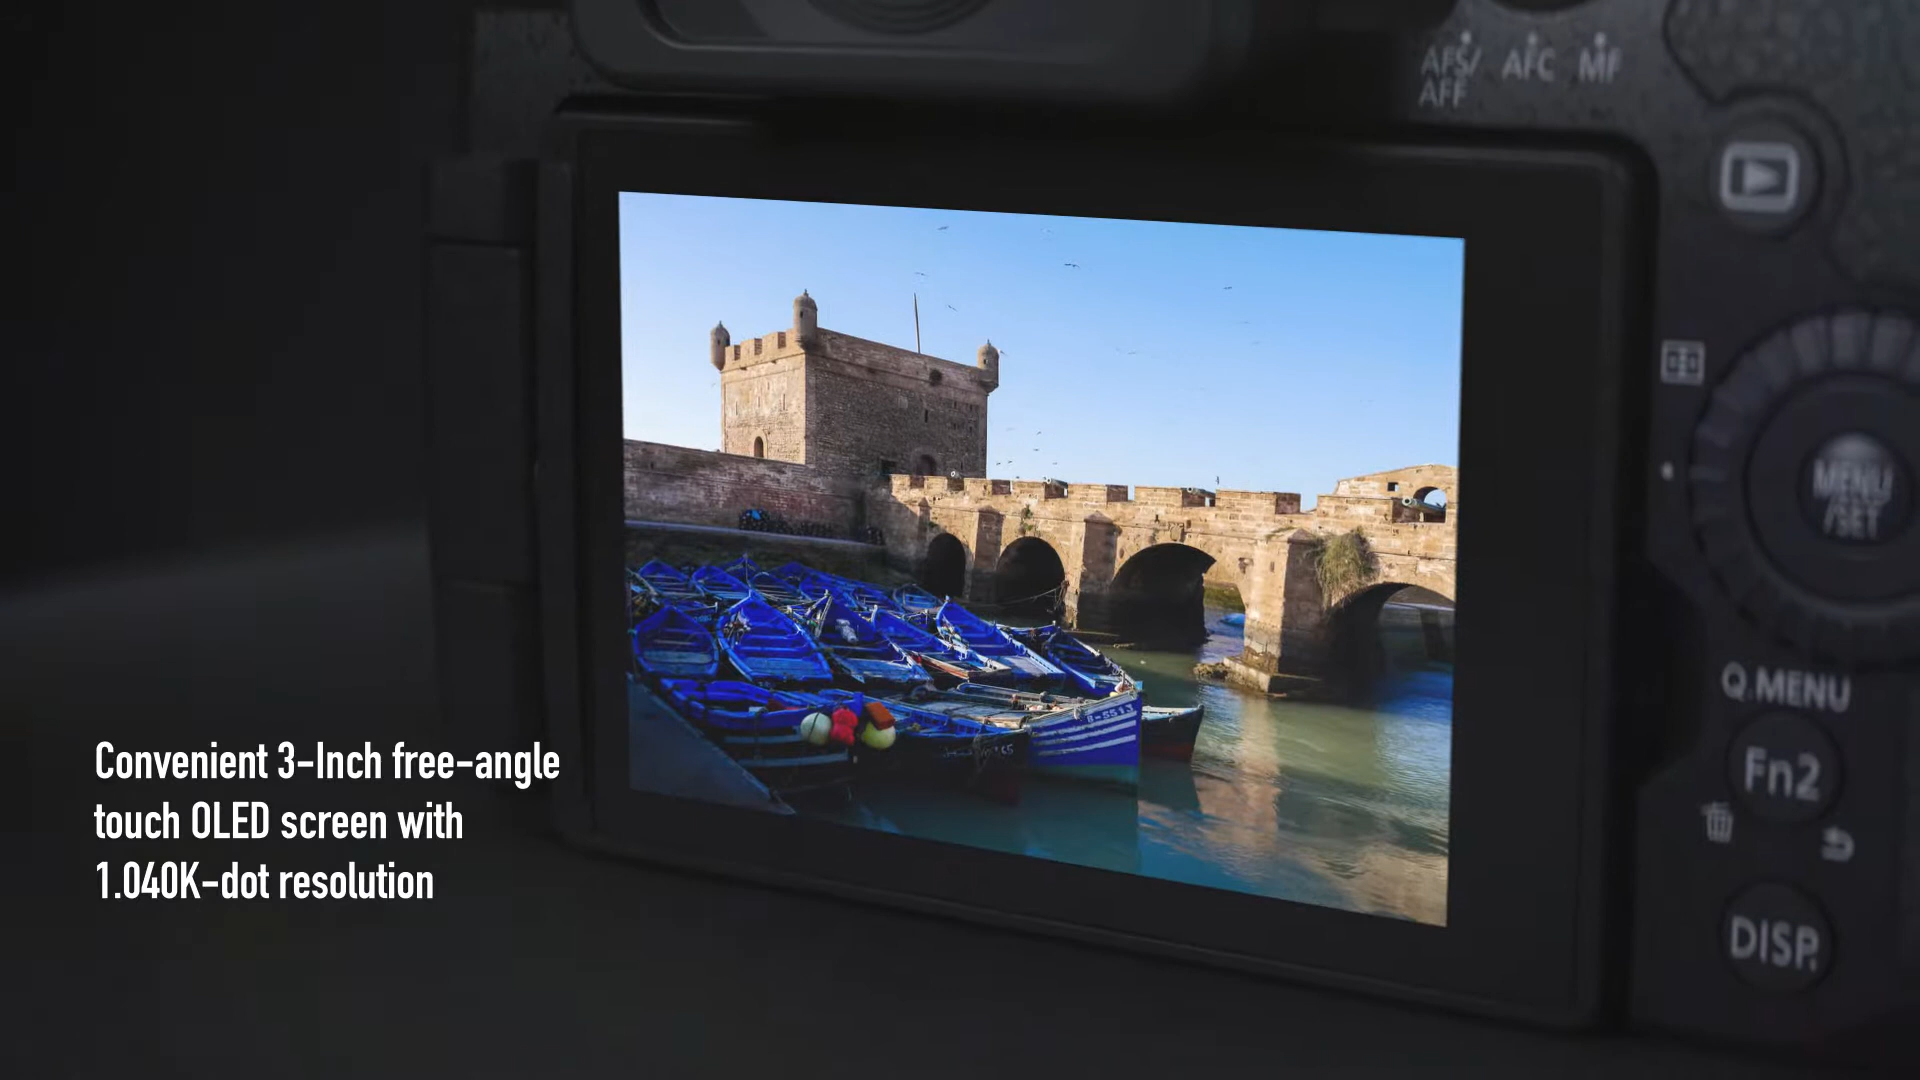 AFS/ AFC MF
AFF
MENU
/SET
Q.MENU
Fn2
DISP.
B-5513
Convenient 3-Inch free-angle
touch OLED screen with
1.040K-dot resolution